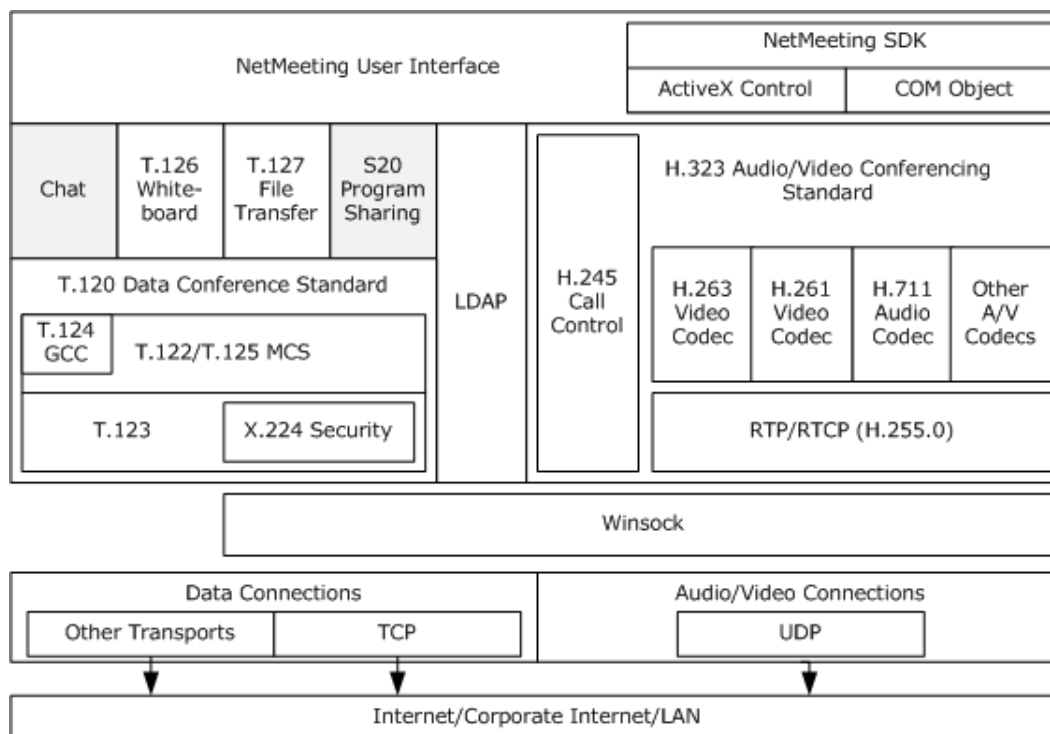 NetMeeting User Interface
NetMeeting SDK
ActiveX Control
COM Object
Chat
T.126
White-
board
T.127
File
Transfer
S20
Program
Sharing
T.120 Data Conference Standard
T.124
GCC
T.122/T.125 MCS
T.123
X.224 Security
LDAP
H.245
Call
Control
H.323 Audio/Video Conferencing
Standard
H.263
Video
Codec
H.261
Video
Codec
H.711
Audio
Codec
Other
A/V
Codecs
RTP/RTCP (H.255.0)
Winsock
Data Connections
Other Transports
TCP
Audio/Video Connections
UDP
Internet/Corporate Internet/LAN